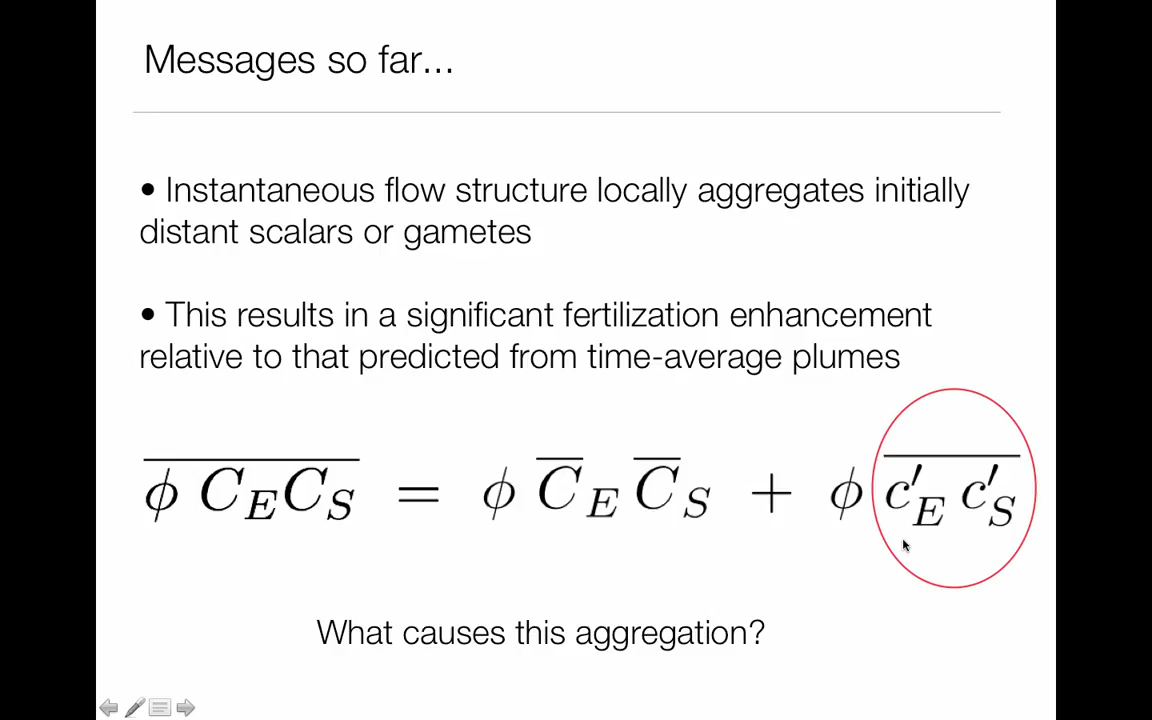 Messages so far...
• Instantaneous flow structure locally aggregates initially
distant scalars or gametes
• This results in a significant fertilization enhancement
relative to that predicted from time-average plumes
$\overline{\phi \, C_E C_S} = \phi \, \overline{C}_E \, \overline{C}_S + \phi \, \overline{c'_E \, c'_S}$
What causes this aggregation?